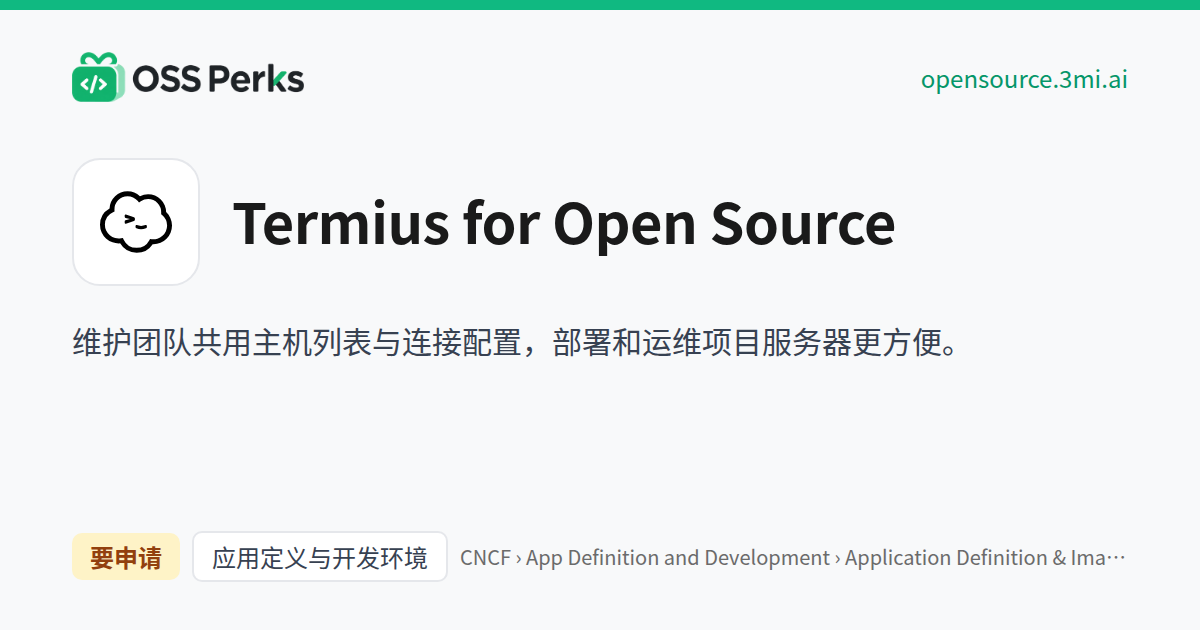 OSS Perks
opensource.3mi.ai
Termius for Open Source
维护团队共用主机列表与连接配置，部署和运维项目服务器更方便。
要申请
应用定义与开发环境
CNCF › App Definition and Development › Application Definition & Ima…